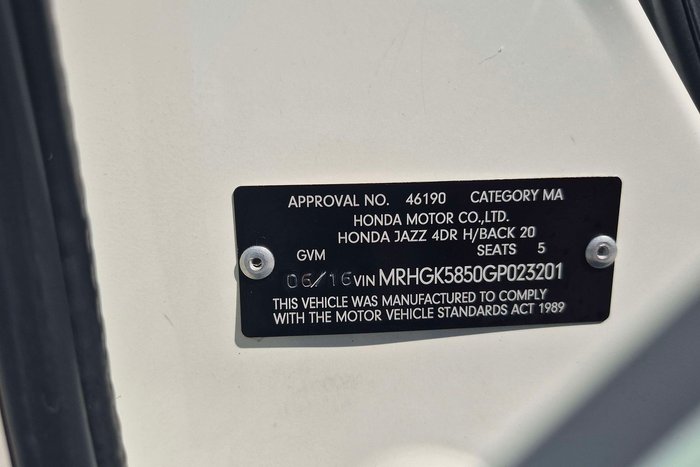 APPROVAL NO. 46190 CATEGORY MA
HONDA MOTOR CO.,LTD.
HONDA JAZZ 4DR H/BACK 20
GVM SEATS 5
06/16 VIN MRHGK5850GP023201
THIS VEHICLE WAS MANUFACTURED TO COMPLY
WITH THE MOTOR VEHICLE STANDARDS ACT 1989